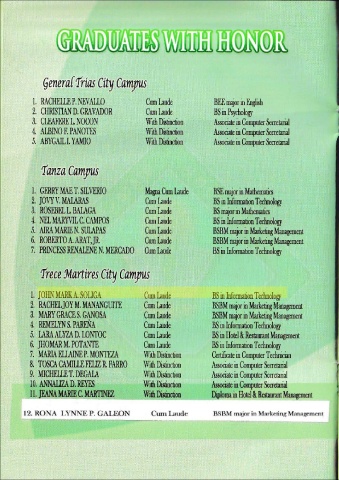 GRADUATES WITH HONOR
General Trias City Campus
1. RACHELLE P. NEVALLO Cum Laude BEE major in English
2. CHRISTIAN D. GRAVADOR Cum Laude BS in Psychology
3. CLEAFERE L. NOCON With Distinction Associate in Computer Secretarial
4. ALBINO F. PANOTES With Distinction Associate in Computer Secretarial
5. ABYGAIL I. YAMIO With Distinction Associate in Computer Secretarial
Tanza Campus
1. GERRY MAE T. SILVERIO Magna Cum Laude BSE major in Mathematics
2. JOVY V. MALABAS Cum Laude BS in Information Technology
3. ROSEBEL L. BALAGA Cum Laude BS major in Mathematics
4. NEL MARVIL C. CAMPOS Cum Laude BS in Information Technology
5. AIRA MARIE N. SULAPAS Cum Laude BSBM major in Marketing Management
6. ROBERTO A. ARAT, JR. Cum Laude BSBM major in Marketing Management
7. PRINCESS RENALENE N. MERCADO Cum Laude BS in Information Technology
Trece Martires City Campus
1. JOHN MARK A. SOLIGA Cum Laude BS in Information Technology
2. RACHEL JOY M. MANANGUITE Cum Laude BSBM major in Marketing Management
3. MARY GRACE S. GANOSA Cum Laude BSBM major in Marketing Management
4. REMELYN S. PAREÑA Cum Laude BS in Information Technology
5. LARA ALYZA D. LONTOC Cum Laude BS in Hotel & Restaurant Management
6. JHOMAR M. POTANTE Cum Laude BS in Information Technology
7. MARIA ELLAINE P. MONTEZA With Distinction Certificate in Computer Technician
8. TOSCA CAMILLE FELIZ R. PARRO With Distinction Associate in Computer Secretarial
9. MICHELLE T. DEGALA With Distinction Associate in Computer Secretarial
10. ANNALIZA D. REYES With Distinction Associate in Computer Secretarial
11. JEANA MARIE C. MARTINEZ With Distinction Diploma in Hotel & Restaurant Management
12. RONA LYNNE P. GALEON Cum Laude BSBM major in Marketing Management